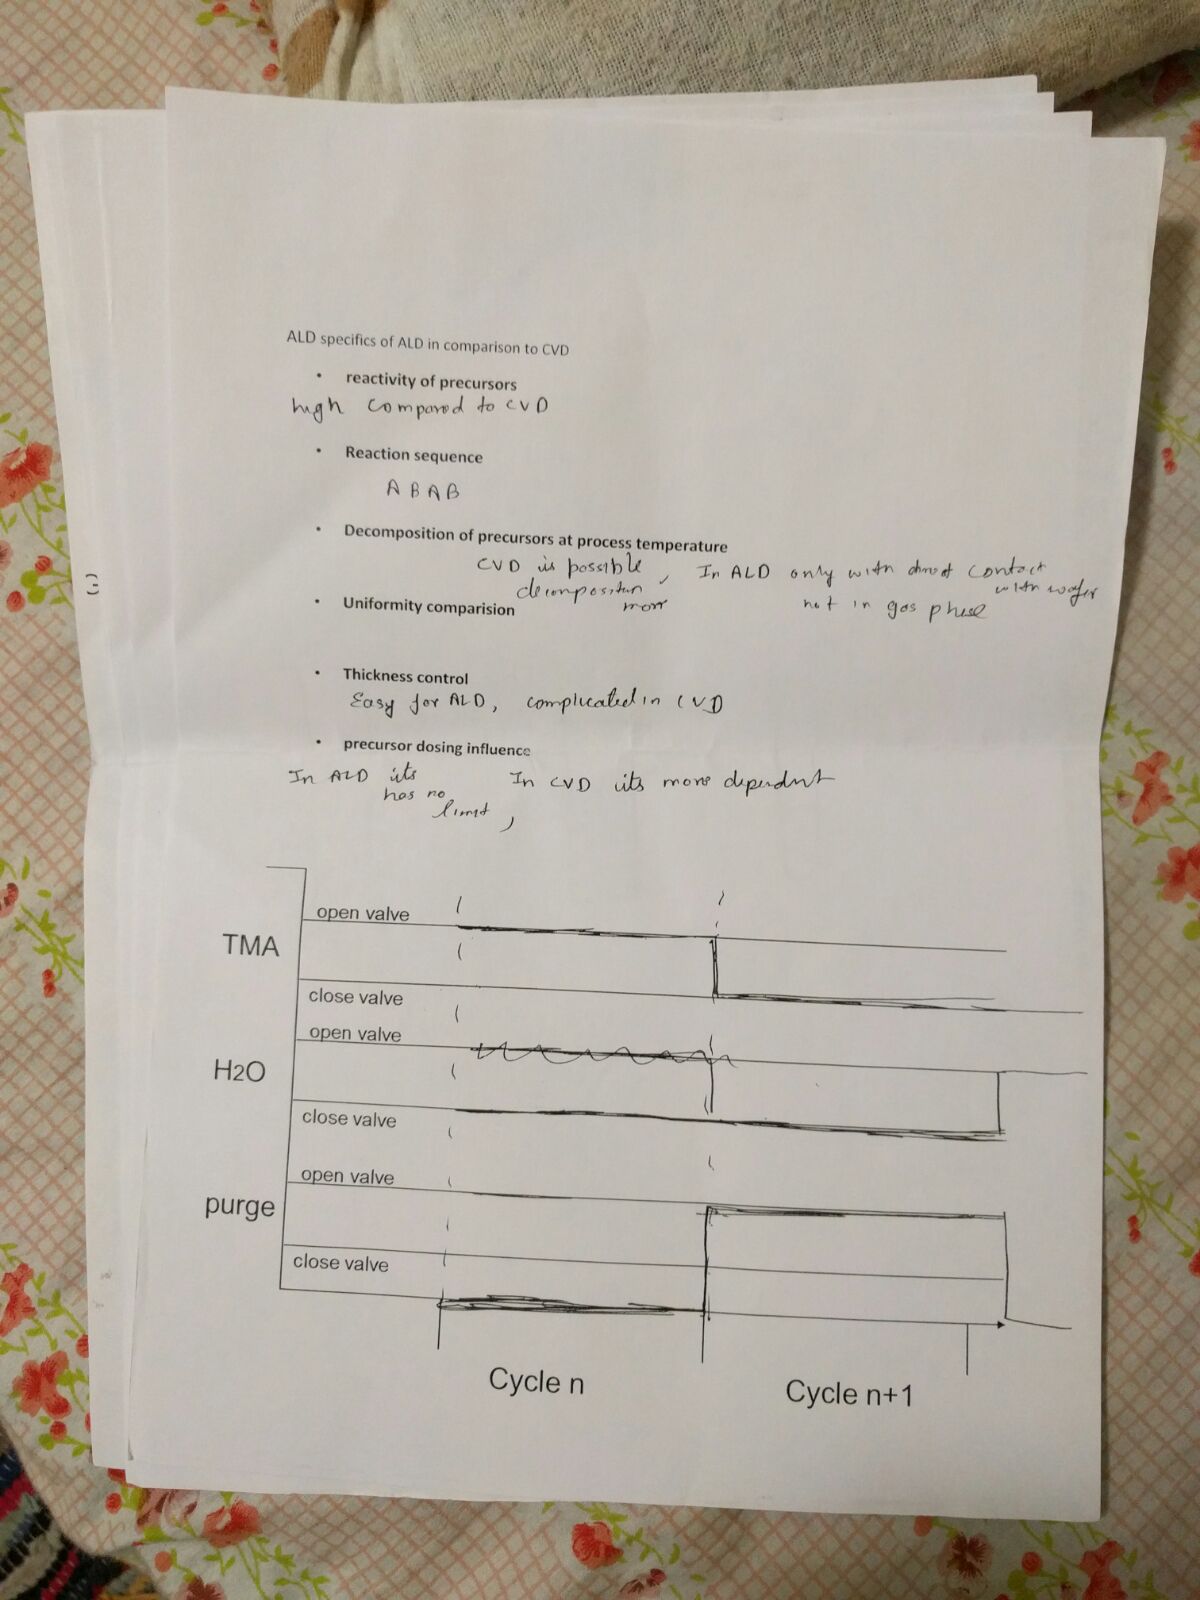 ALD specifics of ALD in comparison to CVD
• reactivity of precursors
high compared to CVD
• Reaction sequence
A B A B
• Decomposition of precursors at process temperature
CVD is possible, In ALD only with direct contact
decomposition with wafer
more not in gas phase
• Uniformity comparision
• Thickness control
Easy for ALD, complicated in CVD
• precursor dosing influence
In ALD its In CVD its more dependent
has no
limit,
open valve
TMA
close valve
open valve
H2O
close valve
open valve
purge
close valve
Cycle n
Cycle n+1